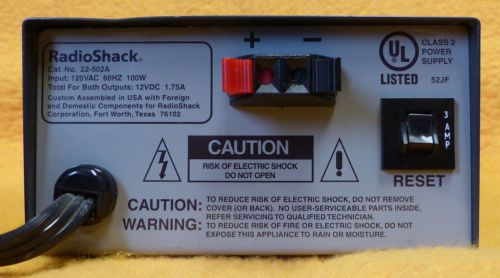 RadioShack®
Cat. No. 22-502A
Input: 120VAC 60HZ 100W
Total For Both Outputs: 12VDC 1.75A
Custom Assembled in USA with Foreign
and Domestic Components for RadioShack
Corporation, Fort Worth, Texas 76102
+ −
UL
®
LISTED
CLASS 2
POWER
SUPPLY
52JF
3 AMP
RESET
CAUTION
RISK OF ELECTRIC SHOCK
DO NOT OPEN
CAUTION: TO REDUCE RISK OF ELECTRIC SHOCK, DO NOT REMOVE
COVER (OR BACK). NO USER-SERVICEABLE PARTS INSIDE,
REFER SERVICING TO QUALIFIED TECHNICIAN.
WARNING: TO REDUCE RISK OF FIRE OR ELECTRIC SHOCK, DO NOT
EXPOSE THIS APPLIANCE TO RAIN OR MOISTURE.